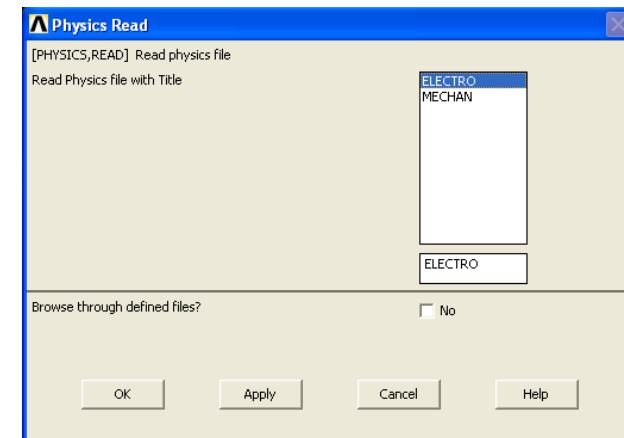 Physics Read
[PHYSICS,READ] Read physics file
Read Physics file with Title
ELECTRO
MECHAN
ELECTRO
Browse through defined files?
No
OK
Apply
Cancel
Help